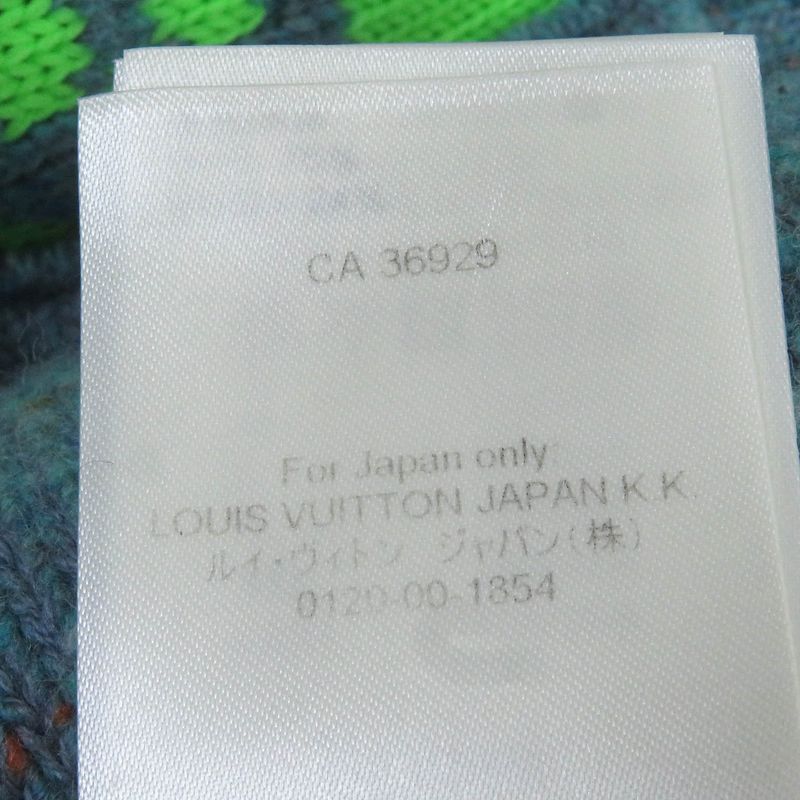 CA 36929
For Japan only:
LOUIS VUITTON JAPAN K.K.
ルイ・ヴィトン ジャパン(株)
0120-00-1854